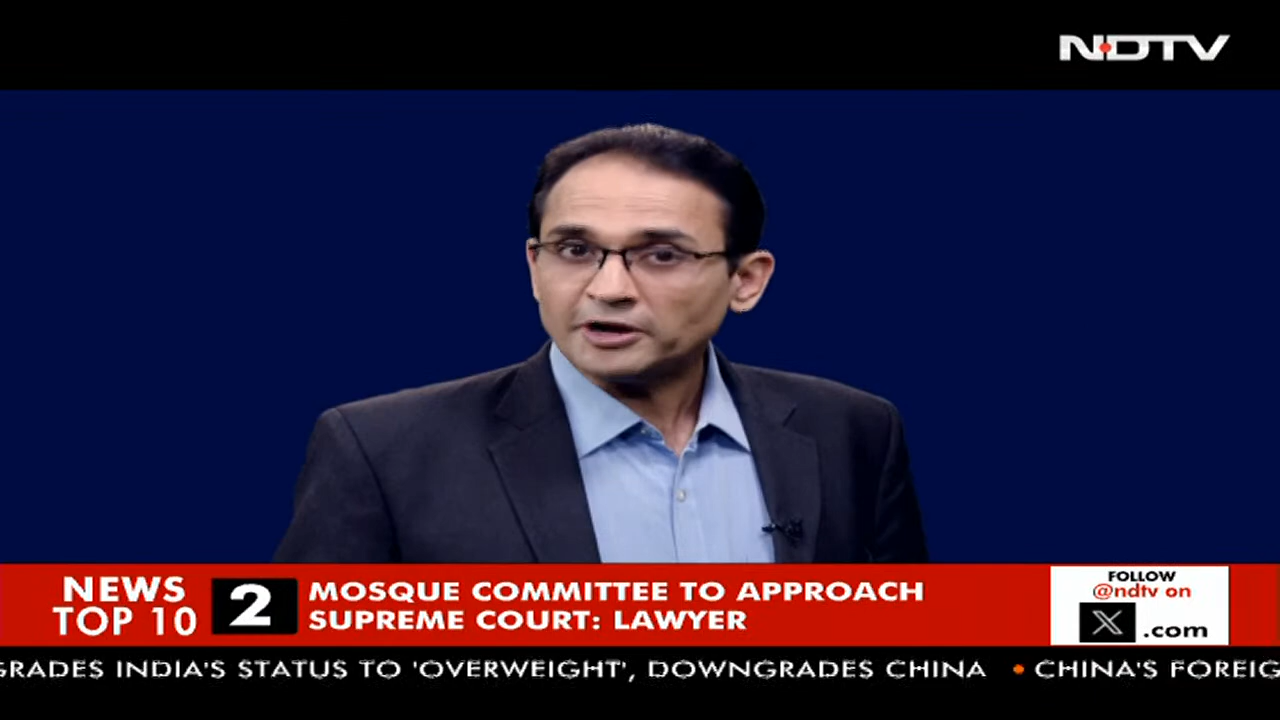 NDTV
NEWS
TOP 10
2
MOSQUE COMMITTEE TO APPROACH
SUPREME COURT: LAWYER
FOLLOW
@ndtv on
X .com
GRADES INDIA'S STATUS TO 'OVERWEIGHT', DOWNGRADES CHINA • CHINA'S FOREIG